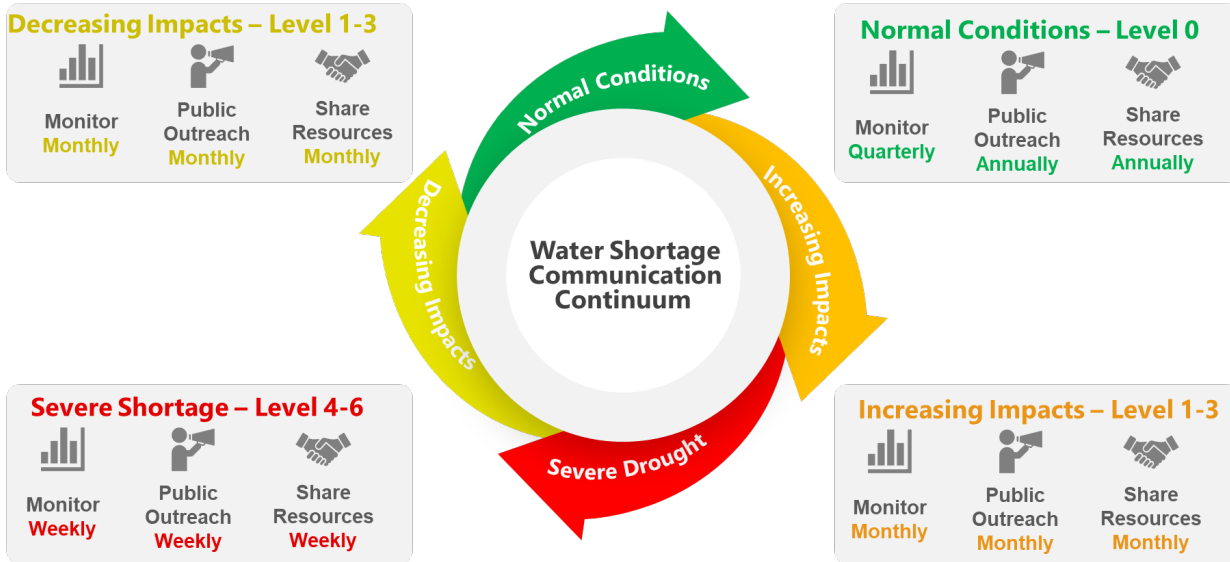 Decreasing Impacts – Level 1-3
Monitor
Monthly
Public
Outreach
Monthly
Share
Resources
Monthly
Normal Conditions – Level 0
Monitor
Quarterly
Public
Outreach
Annually
Share
Resources
Annually
Normal Conditions
Increasing Impacts
Severe Drought
Decreasing Impacts
Water Shortage
Communication
Continuum
Severe Shortage – Level 4-6
Monitor
Weekly
Public
Outreach
Weekly
Share
Resources
Weekly
Increasing Impacts – Level 1-3
Monitor
Monthly
Public
Outreach
Monthly
Share
Resources
Monthly